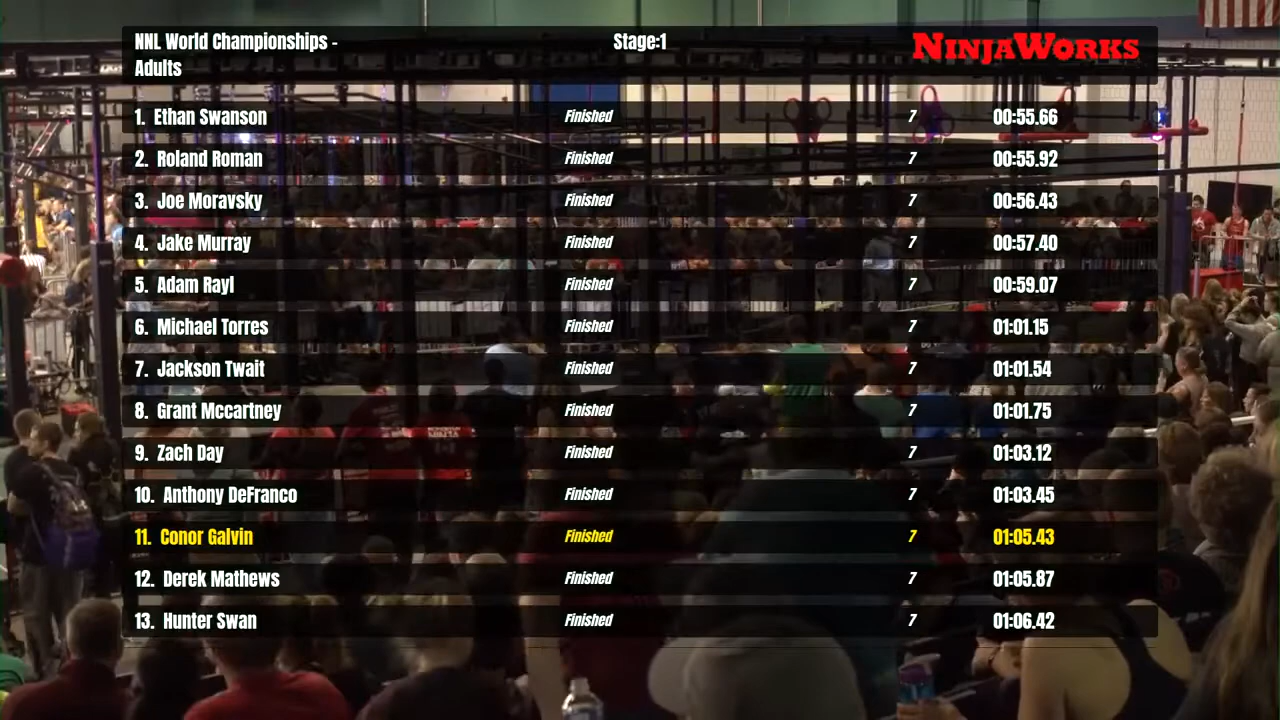 NNL World Championships -
Adults
Stage:1
NINJAWORKS
1. Ethan Swanson Finished 7 00:55.66
2. Roland Roman Finished 7 00:55.92
3. Joe Moravsky Finished 7 00:56.43
4. Jake Murray Finished 7 00:57.40
5. Adam Rayl Finished 7 00:59.07
6. Michael Torres Finished 7 01:01.15
7. Jackson Twait Finished 7 01:01.54
8. Grant Mccartney Finished 7 01:01.75
9. Zach Day Finished 7 01:03.12
10. Anthony DeFranco Finished 7 01:03.45
11. Conor Galvin Finished 7 01:05.43
12. Derek Mathews Finished 7 01:05.87
13. Hunter Swan Finished 7 01:06.42